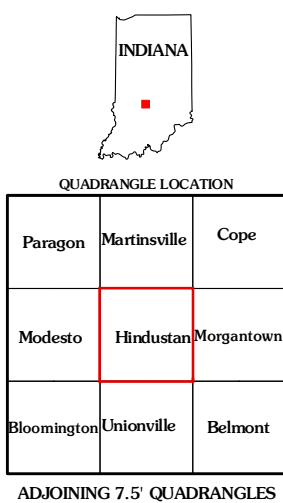 INDIANA
QUADRANGLE LOCATION
Paragon Martinsville Cope
Modesto Hindustan Morgantown
Bloomington Unionville Belmont
ADJOINING 7.5' QUADRANGLES